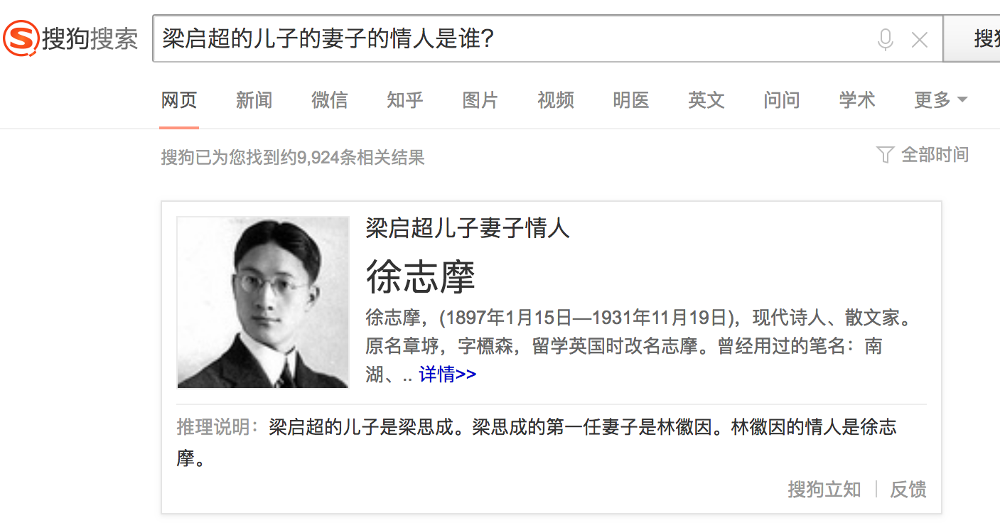 搜狗搜索
梁启超的儿子的妻子的情人是谁?
网页 新闻 微信 知乎 图片 视频 明医 英文 问问 学术 更多
搜狗已为您找到约9,924条相关结果
全部时间
梁启超儿子妻子情人
徐志摩
徐志摩，(1897年1月15日—1931年11月19日)，现代诗人、散文家。
原名章垿，字槱森，留学英国时改名志摩。曾经用过的笔名：南
湖、.. 详情>>
推理说明：梁启超的儿子是梁思成。梁思成的第一任妻子是林徽因。林徽因的情人是徐志
摩。
搜狗立知 | 反馈